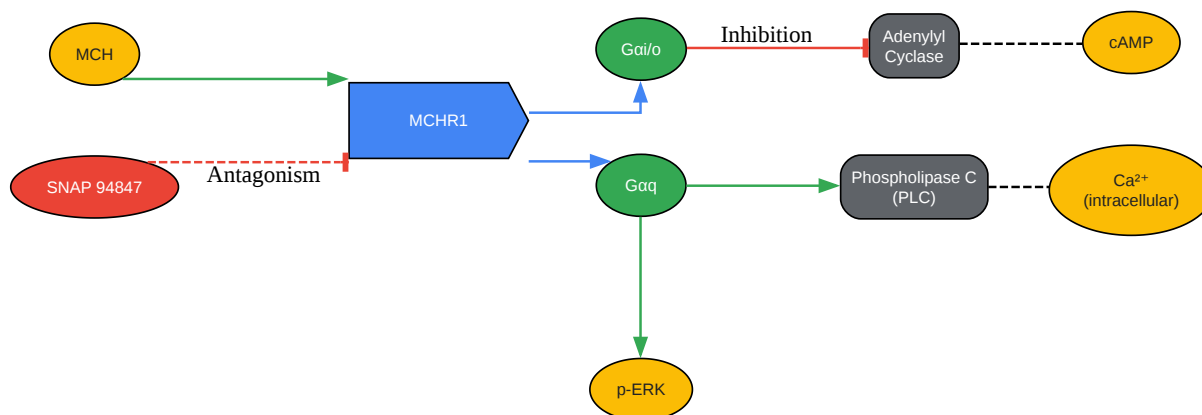 MCH
SNAP 94847
Antagonism
MCHR1
Gαi/o
Inhibition
Adenylyl
Cyclase
cAMP
Gαq
Phospholipase C
(PLC)
Ca²⁺
(intracellular)
p-ERK